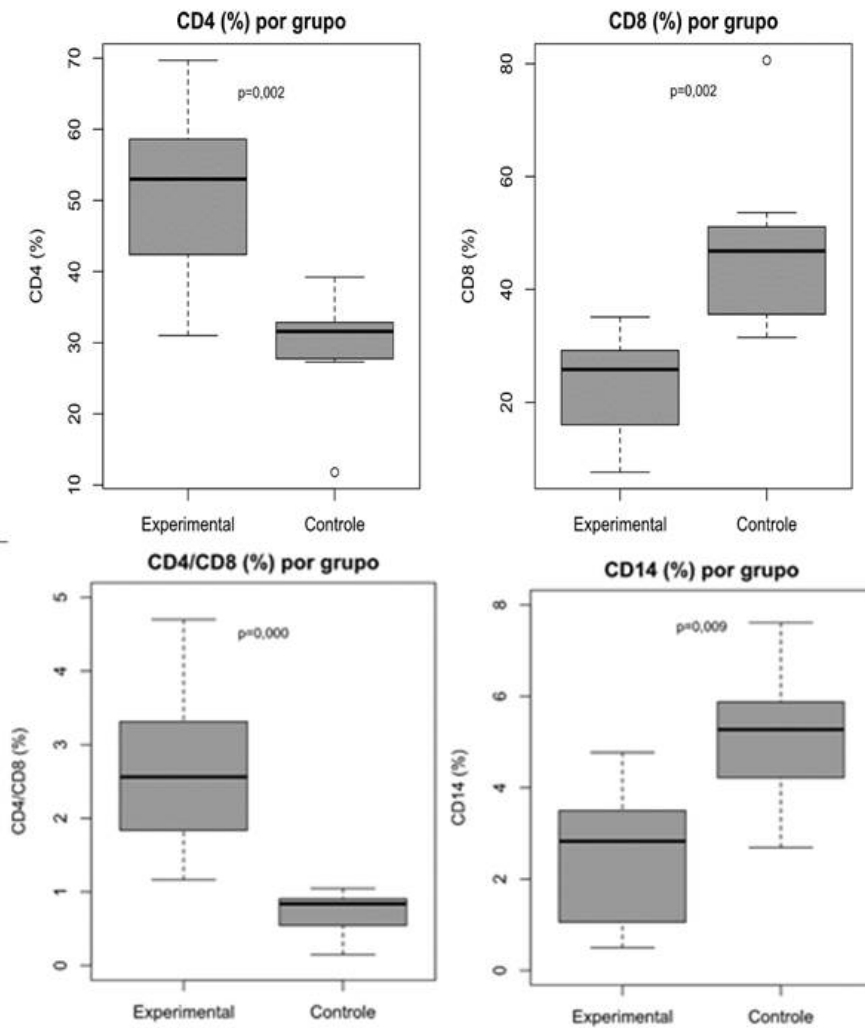 CD4 (%) por grupo
p=0,002
CD4 (%)
70
60
50
40
30
20
10
Experimental
Controle
CD8 (%) por grupo
p=0,002
CD8 (%)
80
60
40
20
Experimental
Controle
CD4/CD8 (%) por grupo
p=0,000
CD4/CD8 (%)
5
4
3
2
1
0
Experimental
Controle
CD14 (%) por grupo
p=0,009
CD14 (%)
8
6
4
2
0
Experimental
Controle